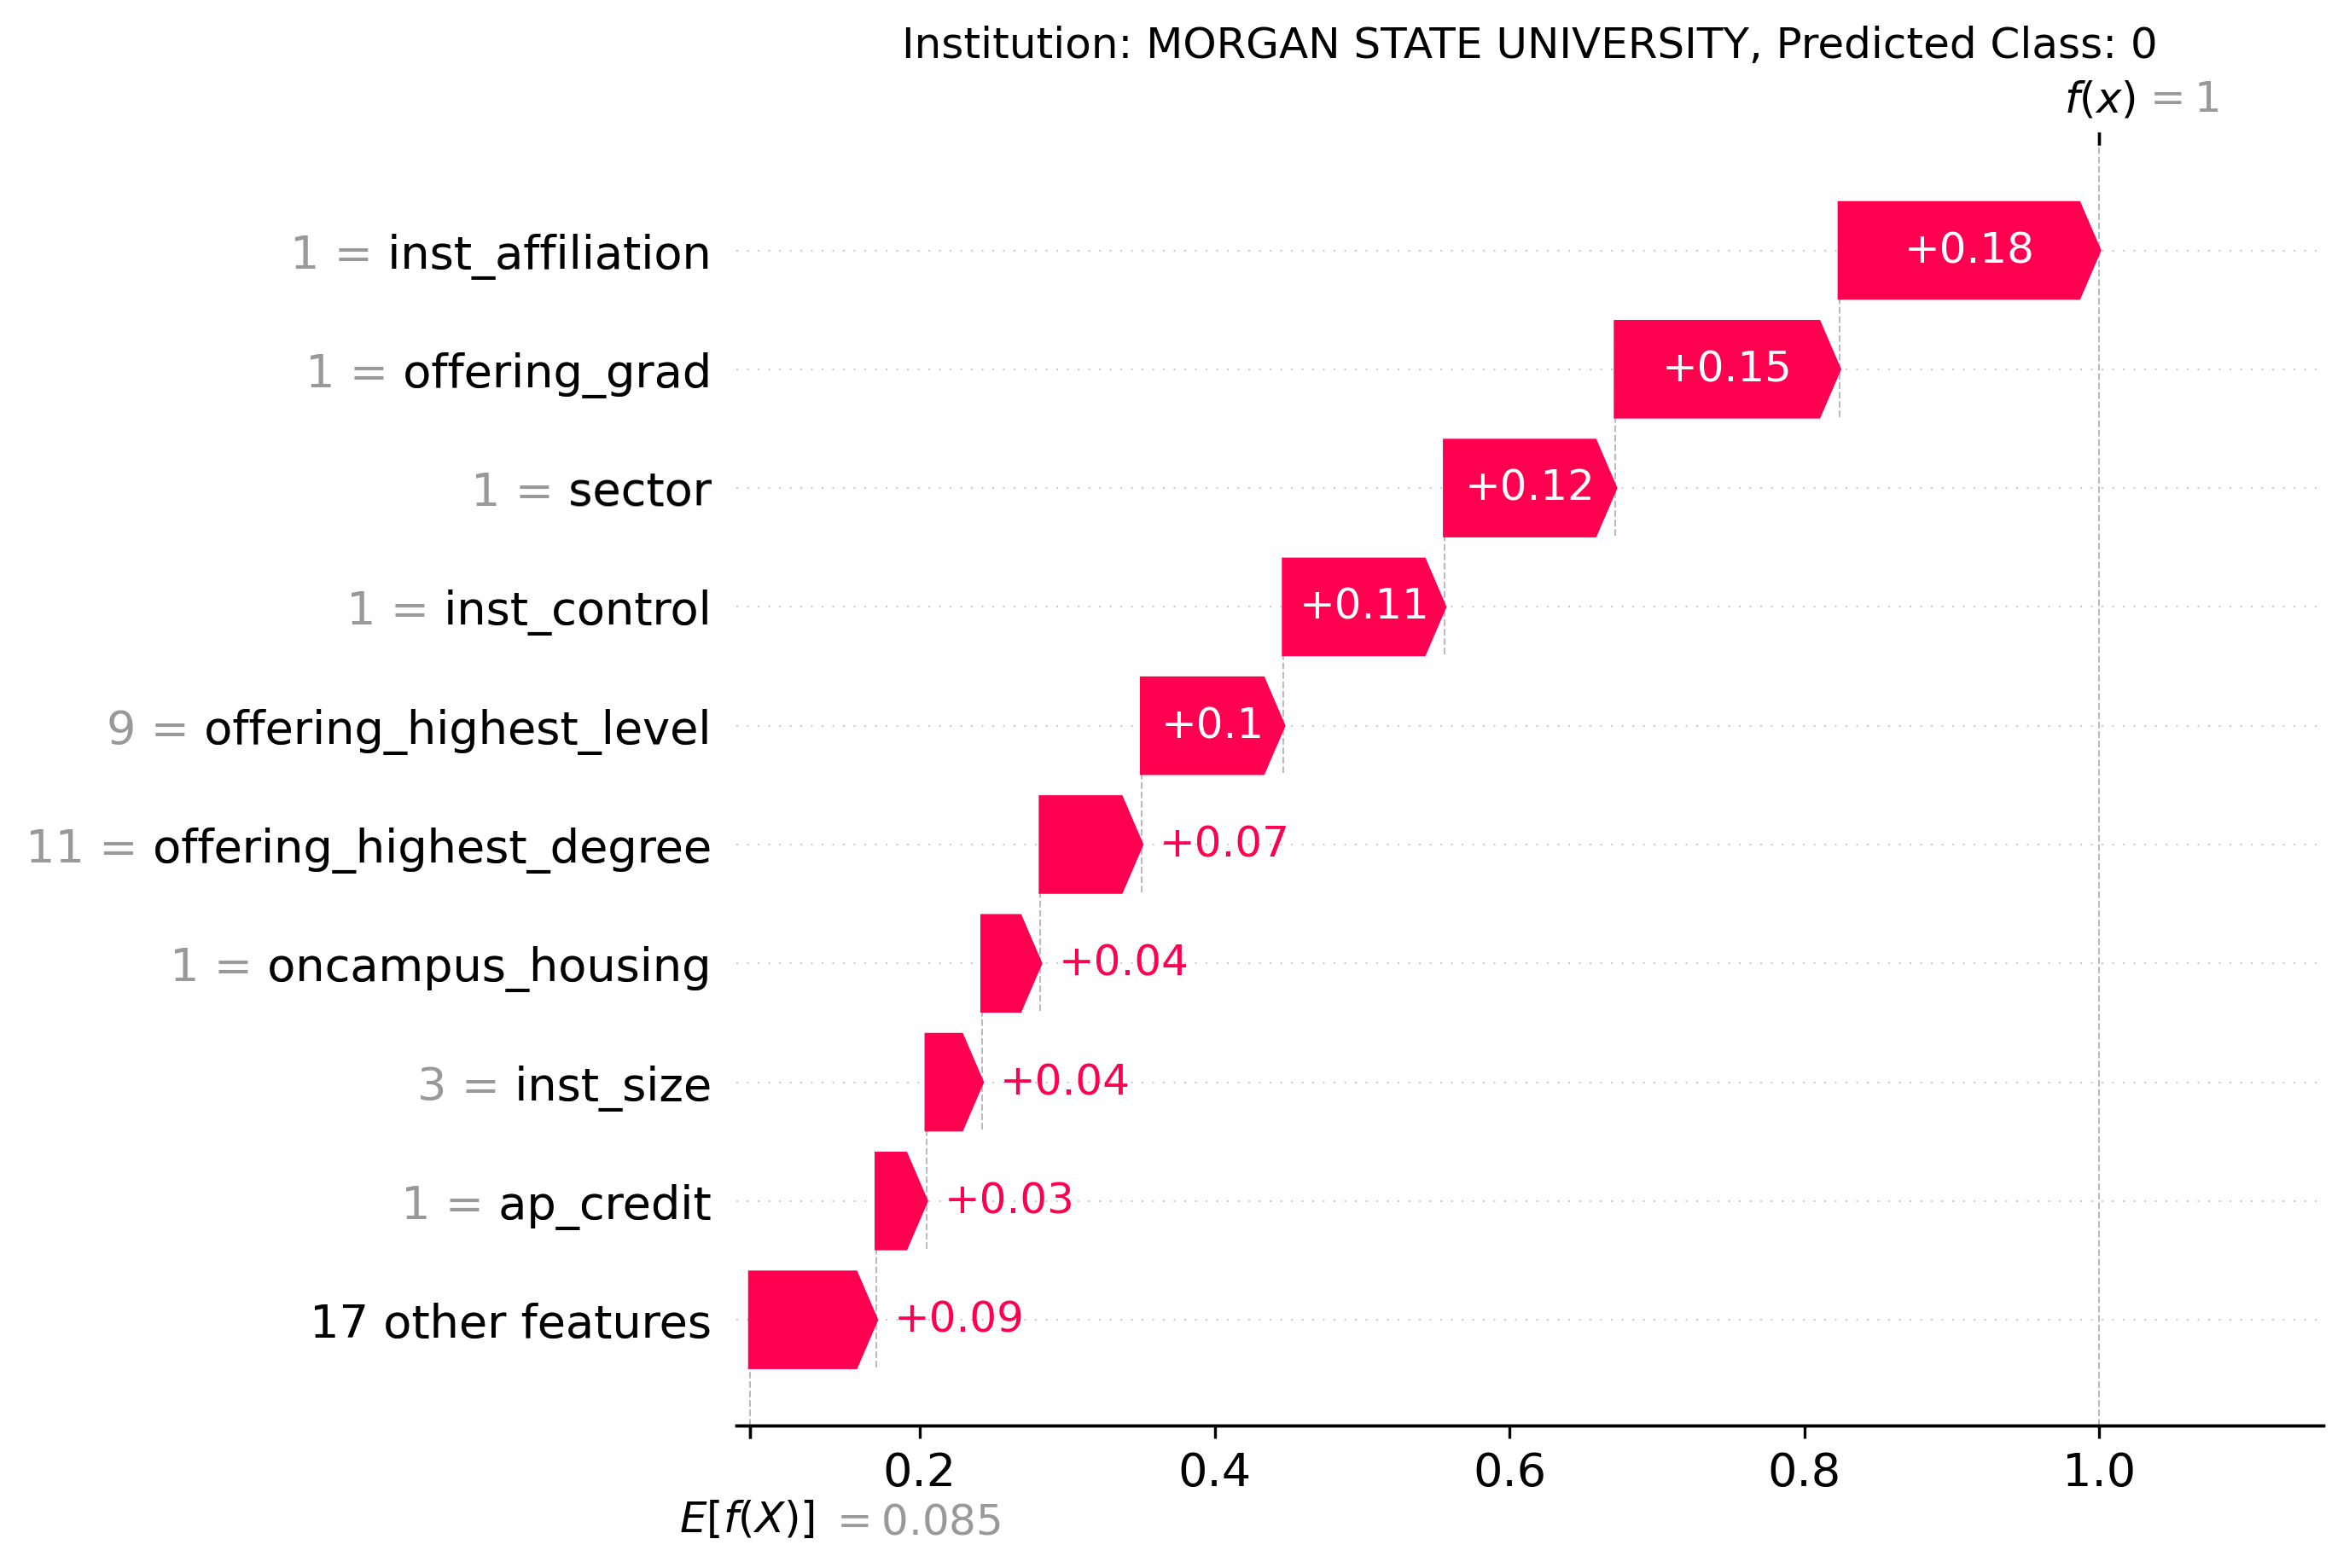 Institution: MORGAN STATE UNIVERSITY, Predicted Class: 0
f(x) = 1
1 = inst_affiliation +0.18
1 = offering_grad +0.15
1 = sector +0.12
1 = inst_control +0.11
9 = offering_highest_level +0.1
11 = offering_highest_degree +0.07
1 = oncampus_housing +0.04
3 = inst_size +0.04
1 = ap_credit +0.03
17 other features +0.09
0.2 0.4 0.6 0.8 1.0
E[f(X)] = 0.085